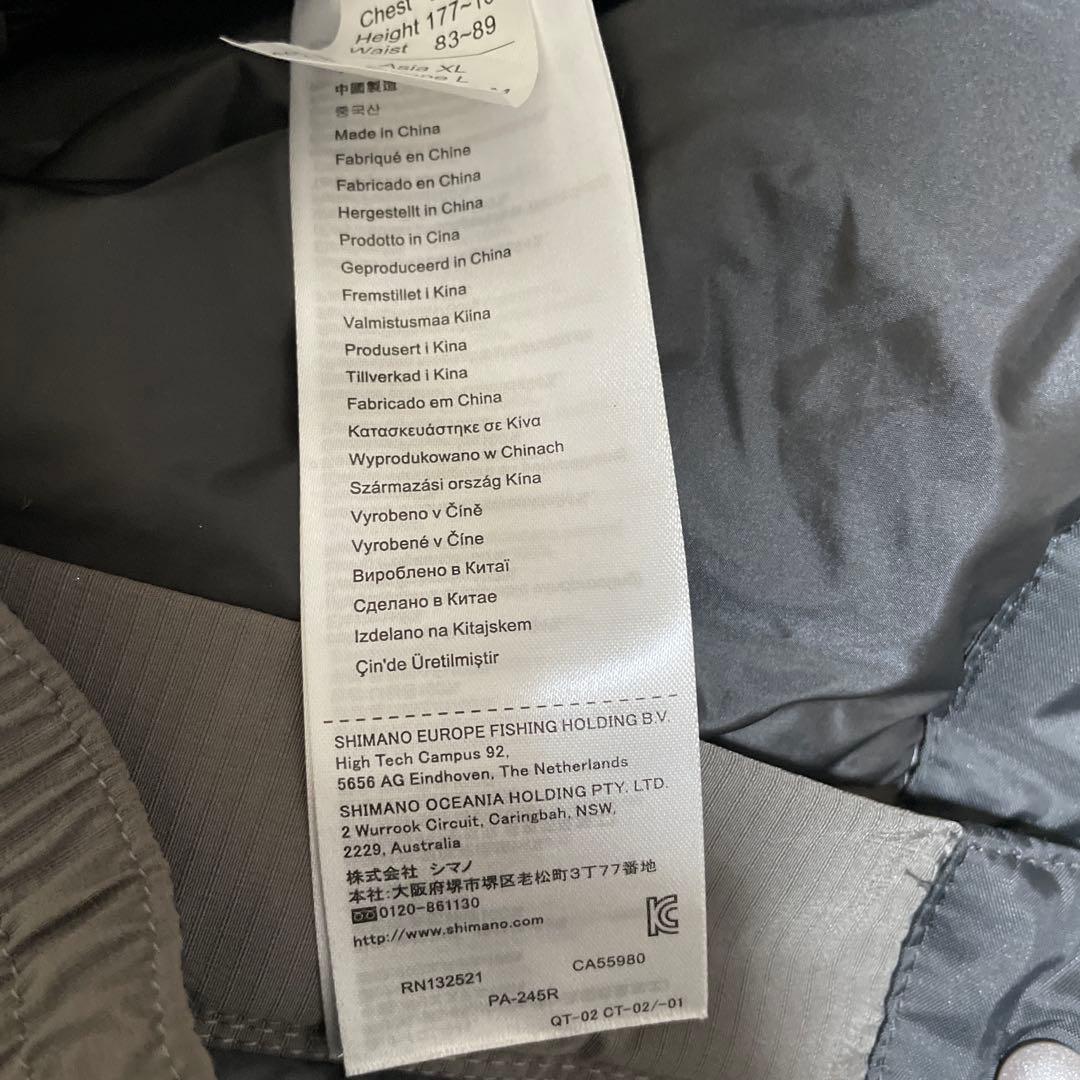 Chest
Height 177~
Waist 83~89
Asia XL
L
中國製造
중국산
Made in China
Fabriqué en Chine
Fabricado en China
Hergestellt in China
Prodotto in Cina
Geproduceerd in China
Fremstillet i Kina
Valmistusmaa Kiina
Produsert i Kina
Tillverkad i Kina
Fabricado em China
Κατασκευάστηκε σε Κίνα
Wyprodukowano w Chinach
Származási ország Kína
Vyrobeno v Číně
Vyrobené v Číne
Вироблено в Китаї
Сделано в Китае
Izdelano na Kitajskem
Çin'de Üretilmiştir
SHIMANO EUROPE FISHING HOLDING B.V.
High Tech Campus 92,
5656 AG Eindhoven, The Netherlands
SHIMANO OCEANIA HOLDING PTY. LTD.
2 Wurrook Circuit, Caringbah, NSW,
2229, Australia
株式会社 シマノ
本社:大阪府堺市堺区老松町3丁77番地
0120-861130
http://www.shimano.com
RN132521 CA55980
PA-245R
QT-02 CT-02/-01